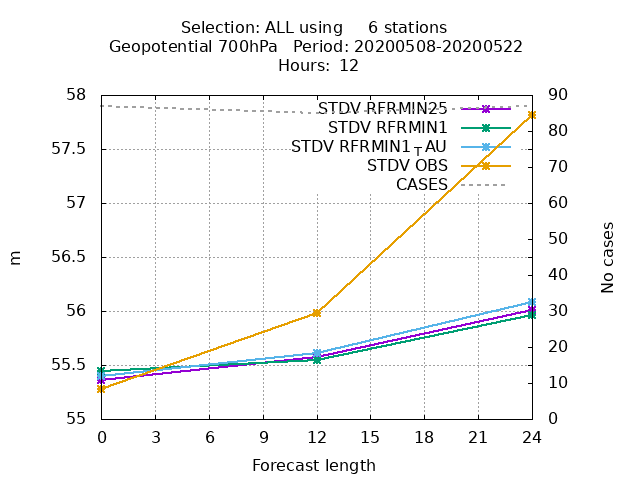 Selection: ALL using     6 stations
Geopotential 700hPa   Period: 20200508-20200522
Hours:  12
58
57.5
57
56.5
56
55.5
55
m
STDV RFRMIN25
STDV RFRMIN1
STDV RFRMIN1TAU
STDV OBS
CASES
90
80
70
60
50
40
30
20
10
0
No cases
0 3 6 9 12 15 18 21 24
Forecast length